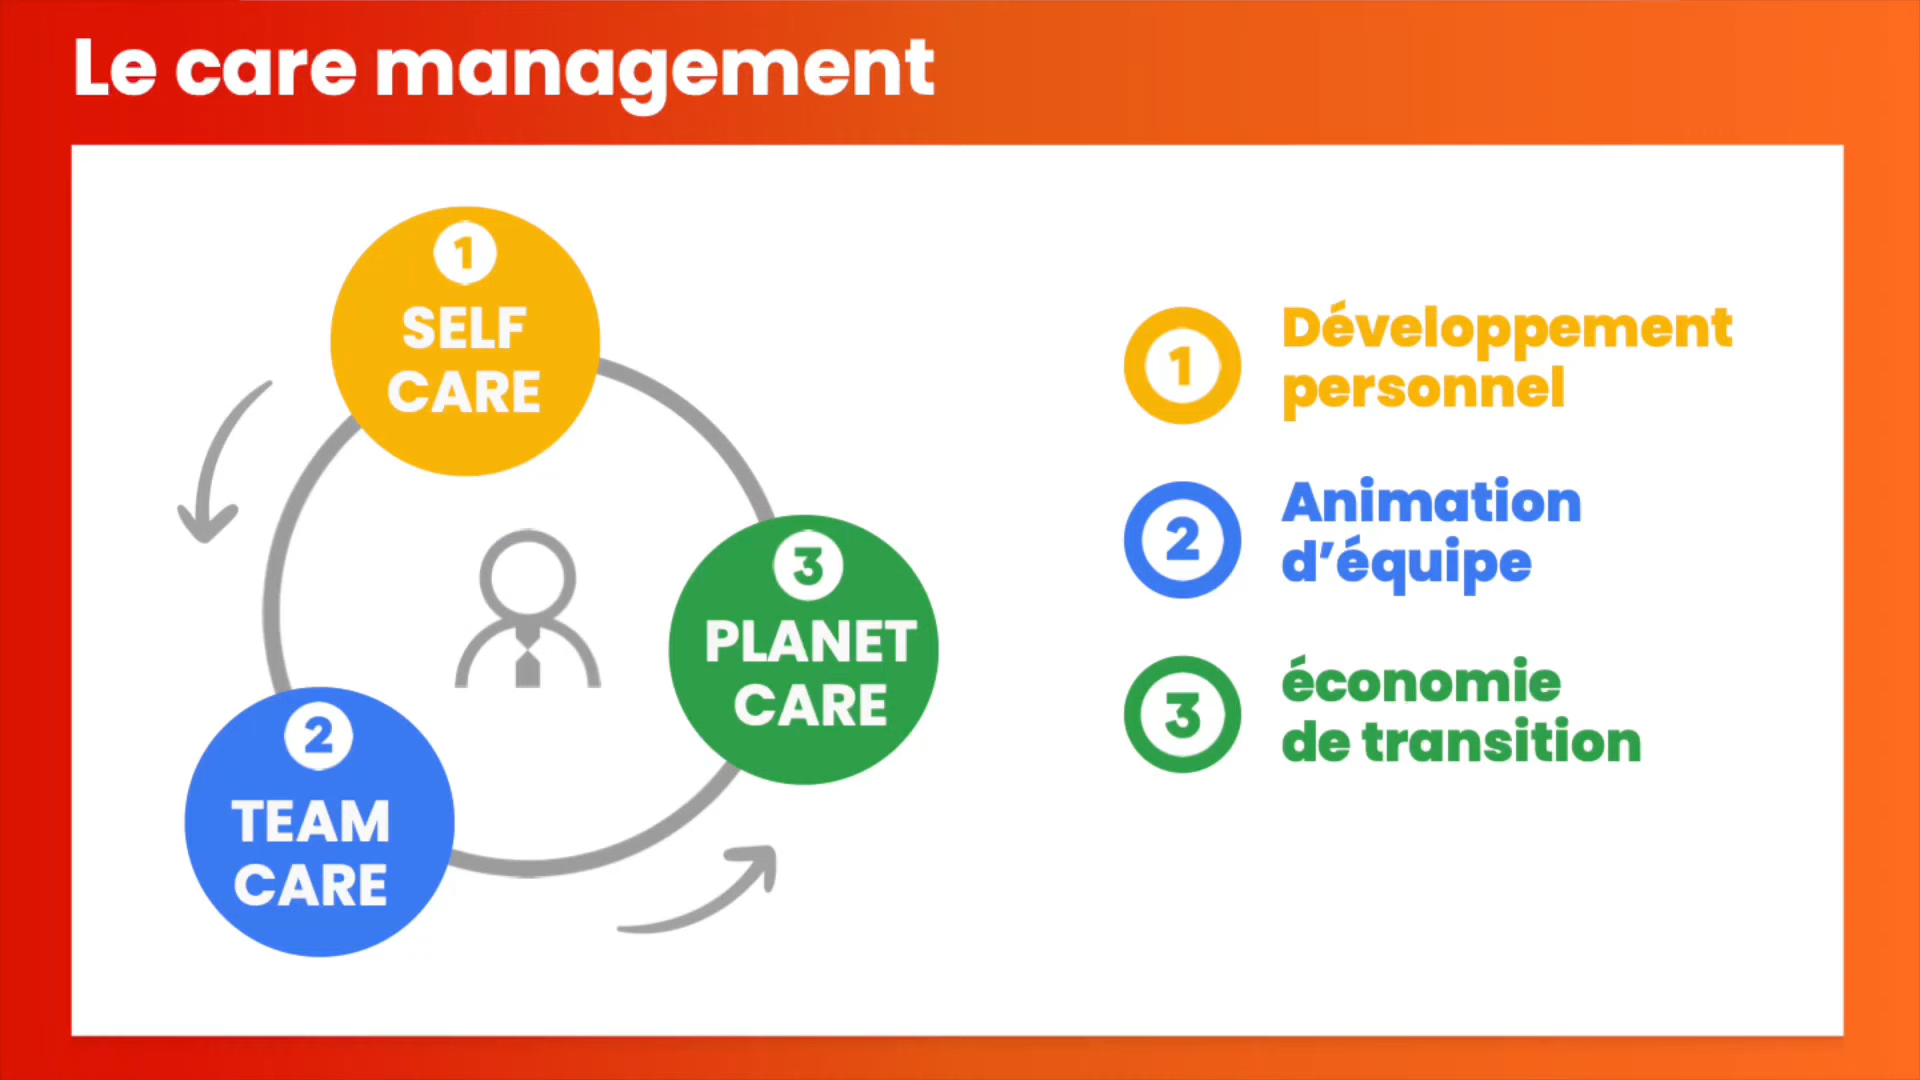 Le care management
1
SELF
CARE
3
PLANET
CARE
2
TEAM
CARE
1
Développement
personnel
2
Animation
d’équipe
3
économie
de transition